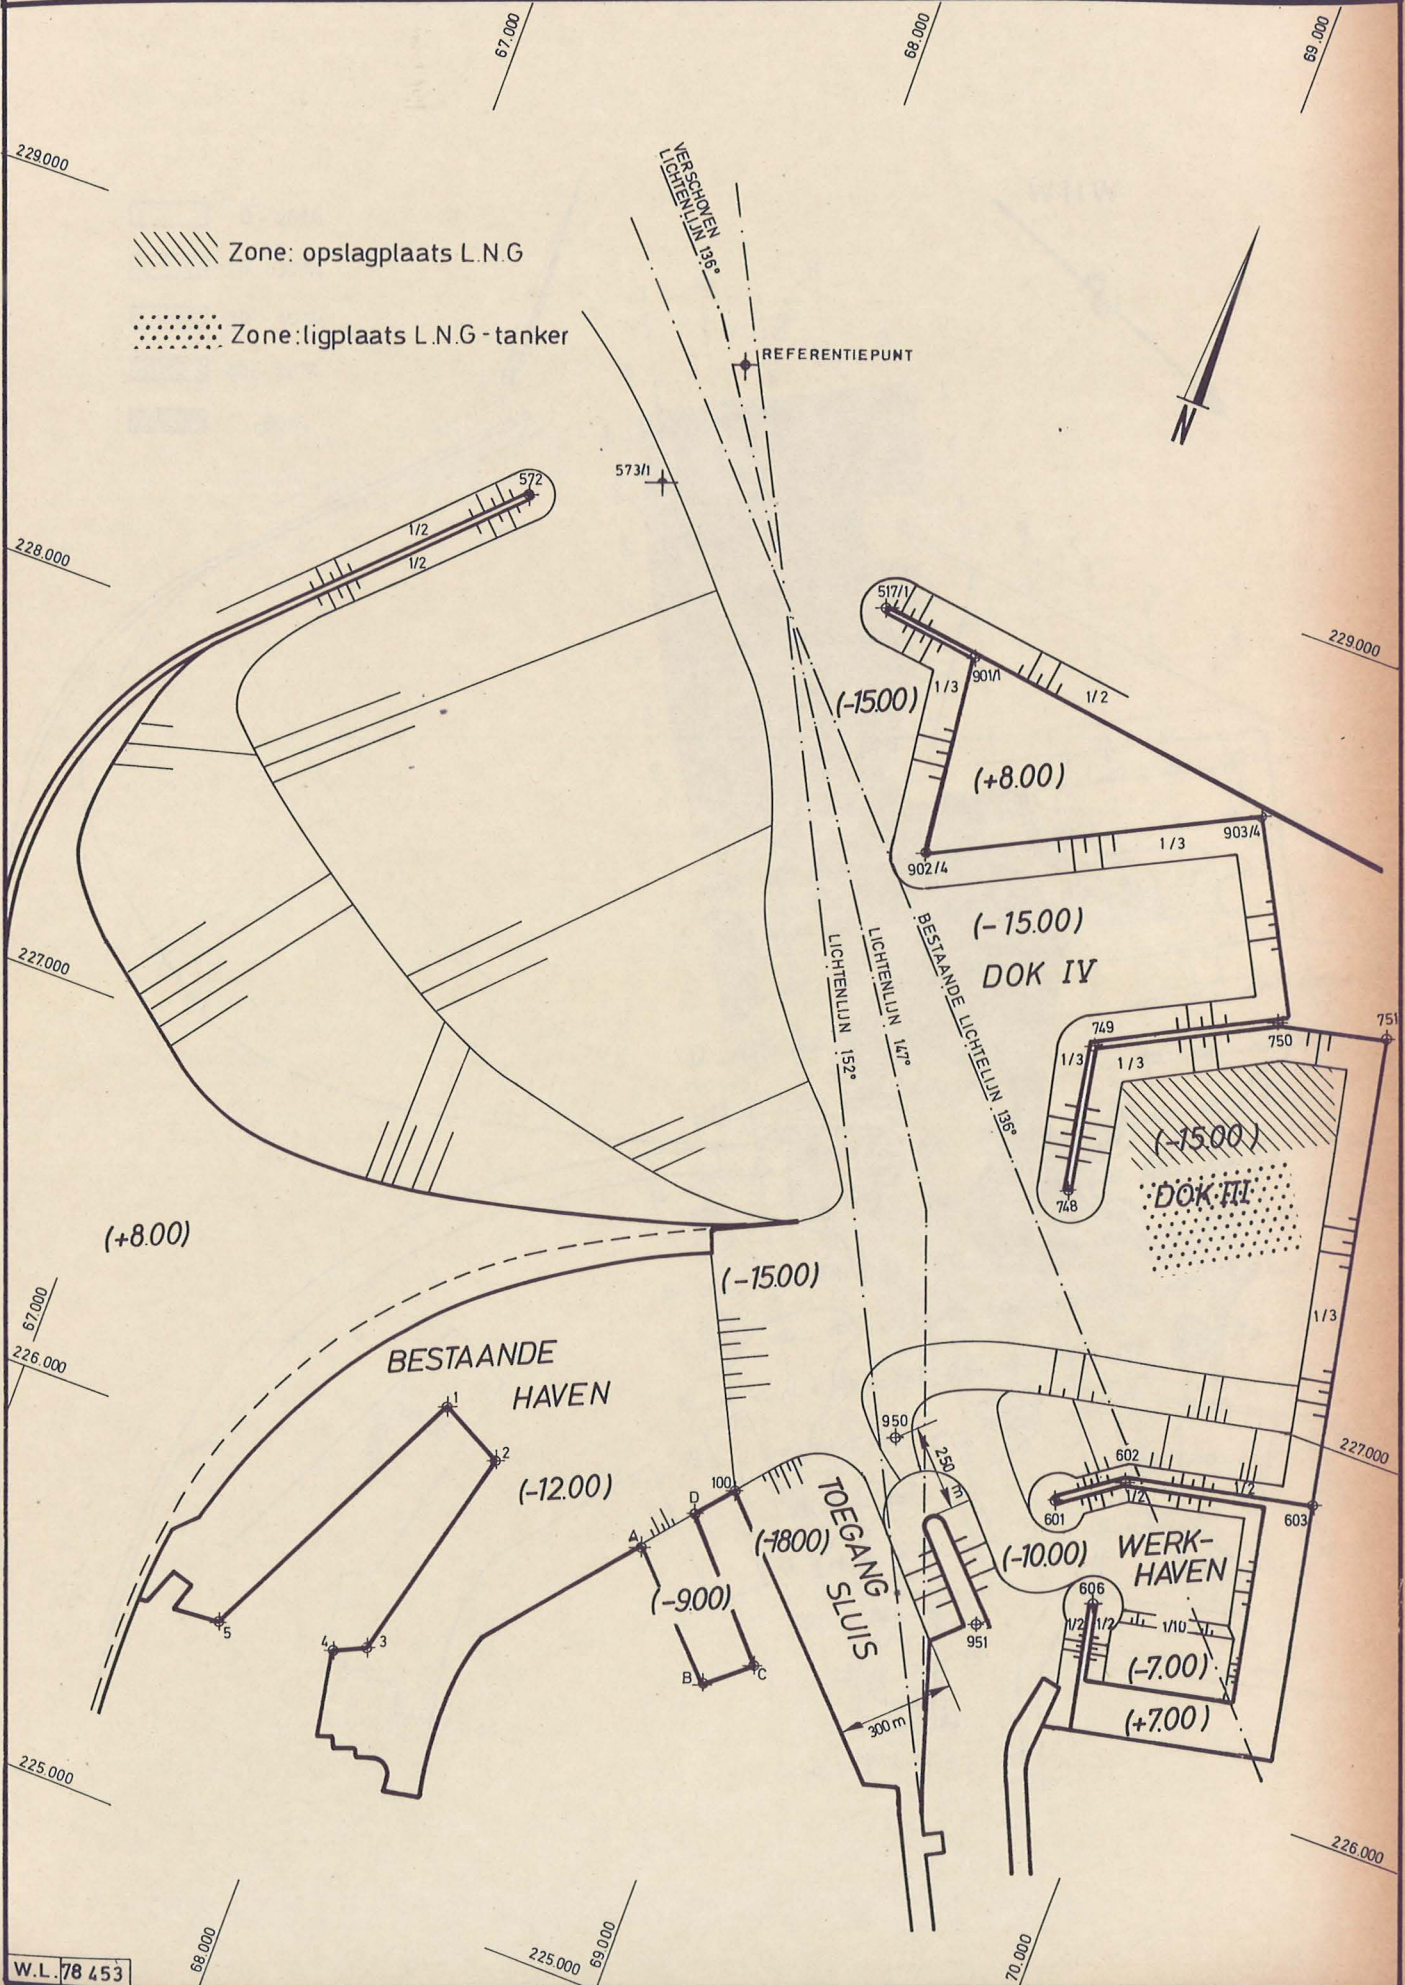 67.000
68.000
69.000
229.000
Zone: opslagplaats L.N.G
Zone: ligplaats L.N.G - tanker
VERSCHOVEN
LICHTENLIJN 136°
REFERENTIEPUNT
N
573/1
572
1/2
1/2
228.000
517/1
901/1
229.000
(-15.00)
1/3
1/2
(+8.00)
903/4
1/3
902/4
(-15.00)
DOK IV
LICHTENLIJN 152°
LICHTENLIJN 147°
BESTAANDE LICHTELIJN 136°
227.000
749
750
751
1/3
1/3
(-15.00)
DOK III
748
(+8.00)
(-15.00)
67.000
226.000
1/3
BESTAANDE
HAVEN
1
2
(-12.00)
950
250 m
602
227.000
100
D
A
1/2
1/2
601
603
TOEGANG
SLUIS
(-1800)
(-10.00)
WERK-
HAVEN
(-9.00)
606
951
1/2
1/2
1/10
5
4
3
B
C
(-7.00)
(+7.00)
300 m
225.000
226.000
68.000
225.000
69.000
70.000
W.L. 78 453